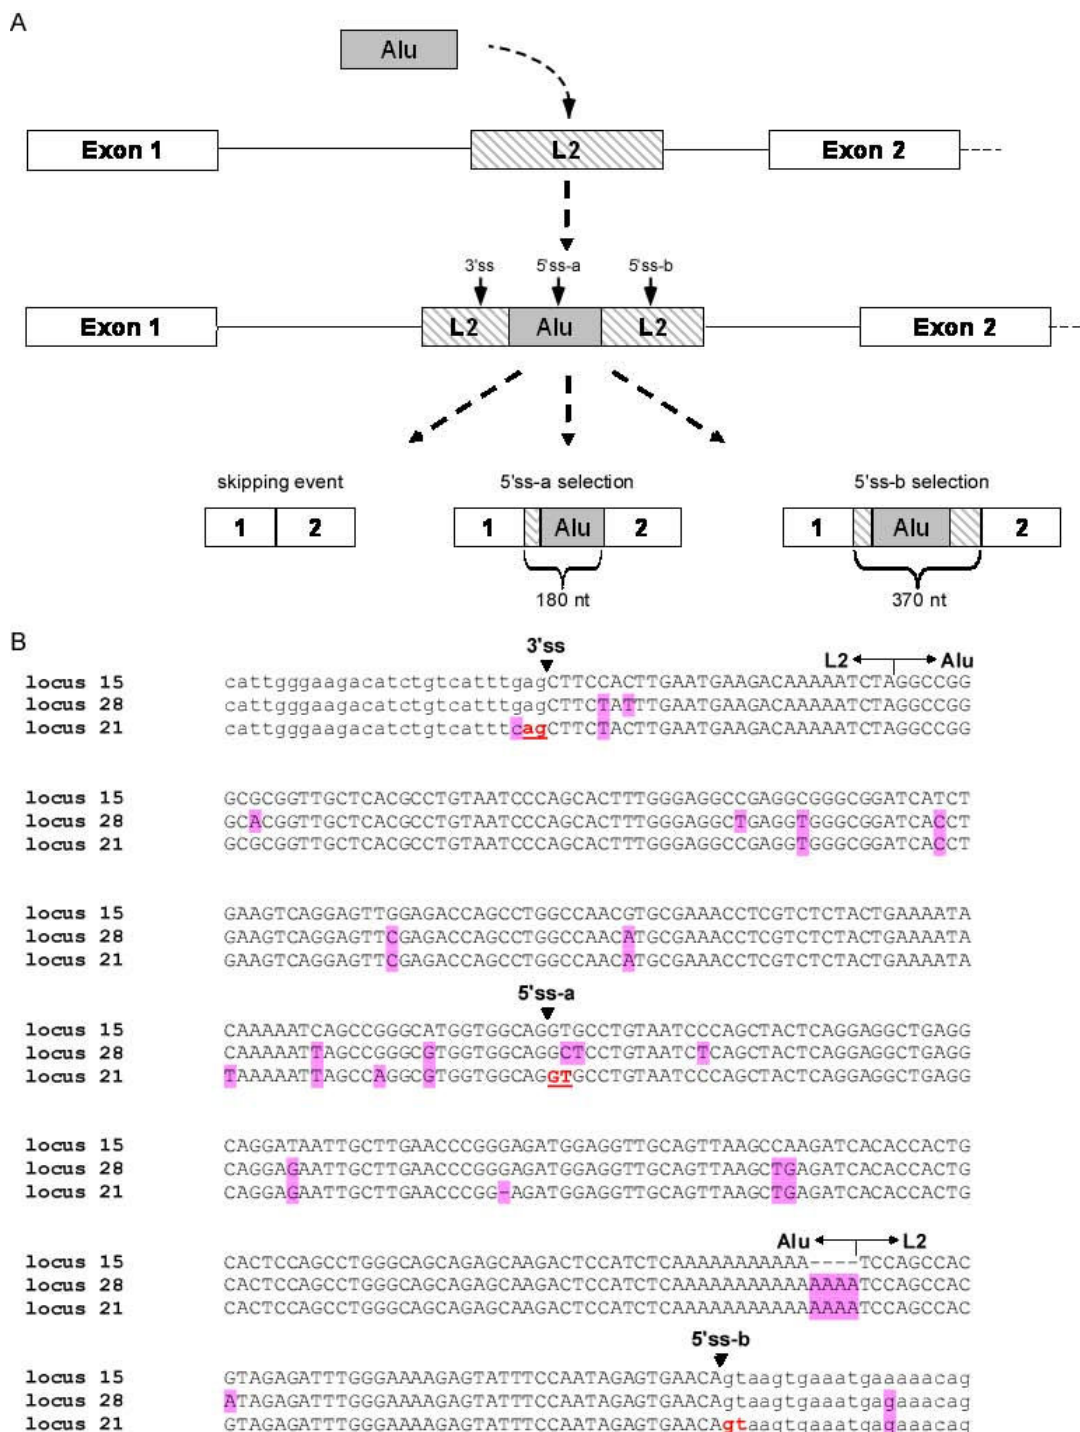 A
Alu
Exon 1 L2 Exon 2
3'ss 5'ss-a 5'ss-b
Exon 1 L2 Alu L2 Exon 2
skipping event 5'ss-a selection 5'ss-b selection
1 2 1 Alu 2 1 Alu 2
180 nt 370 nt
B
3'ss
L2 Alu
locus 15 cattgggaagacatctgtcatttgagCTTCCACTTGAATGAAGACAAAAATCTAGGCCGG
locus 28 cattgggaagacatctgtcatttgagCTTCTATTTGAATGAAGACAAAAATCTAGGCCGG
locus 21 cattgggaagacatctgtcatttcagCTTCTACTTGAATGAAGACAAAAATCTAGGCCGG
locus 15 GCGCGGTTGCTCACGCCTGTAATCCCAGCACTTTGGGAGGCCGAGGCGGGCGGATCATCT
locus 28 GCACGGTTGCTCACGCCTGTAATCCCAGCACTTTGGGAGGCTGAGGTGGGCGGATCACCT
locus 21 GCGCGGTTGCTCACGCCTGTAATCCCAGCACTTTGGGAGGCCGAGGTGGGCGGATCACCT
locus 15 GAAGTCAGGAGTTGGAGACCAGCCTGGCCAACGTGCGAAACCTCGTCTCTACTGAAAATA
locus 28 GAAGTCAGGAGTTCGAGACCAGCCTGGCCAACATGCGAAACCTCGTCTCTACTGAAAATA
locus 21 GAAGTCAGGAGTTCGAGACCAGCCTGGCCAACATGCGAAACCTCGTCTCTACTGAAAATA
5'ss-a
locus 15 CAAAAATCAGCCGGGCATGGTGGCAGGTGCCTGTAATCCCAGCTACTCAGGAGGCTGAGG
locus 28 CAAAAATTAGCCGGGCGTGGTGGCAGGCTCCTGTAATCTCAGCTACTCAGGAGGCTGAGG
locus 21 TAAAAATTAGCCAGGCGTGGTGGCAGGTGCCTGTAATCCCAGCTACTCAGGAGGCTGAGG
locus 15 CAGGATAATTGCTTGAACCCGGGAGATGGAGGTTGCAGTTAAGCCAAGATCACACCACTG
locus 28 CAGGAGAATTGCTTGAACCCGGGAGATGGAGGTTGCAGTTAAGCTGAGATCACACCACTG
locus 21 CAGGAGAATTGCTTGAACCCGG-AGATGGAGGTTGCAGTTAAGCTGAGATCACACCACTG
Alu L2
locus 15 CACTCCAGCCTGGGCAGCAGAGCAAGACTCCATCTCAAAAAAAAAAA----TCCAGCCAC
locus 28 CACTCCAGCCTGGGCAGCAGAGCAAGACTCCATCTCAAAAAAAAAAAAAAATCCAGCCAC
locus 21 CACTCCAGCCTGGGCAGCAGAGCAAGACTCCATCTCAAAAAAAAAAAAAAATCCAGCCAC
5'ss-b
locus 15 GTAGAGATTTGGGAAAAGAGTATTTCCAATAGAGTGAACAgtaagtgaaatgaaaaacag
locus 28 ATAGAGATTTGGGAAAAGAGTATTTCCAATAGAGTGAACAgtaagtgaaatgagaaacag
locus 21 GTAGAGATTTGGGAAAAGAGTATTTCCAATAGAGTGAACAgtaagtgaaatgagaaacag